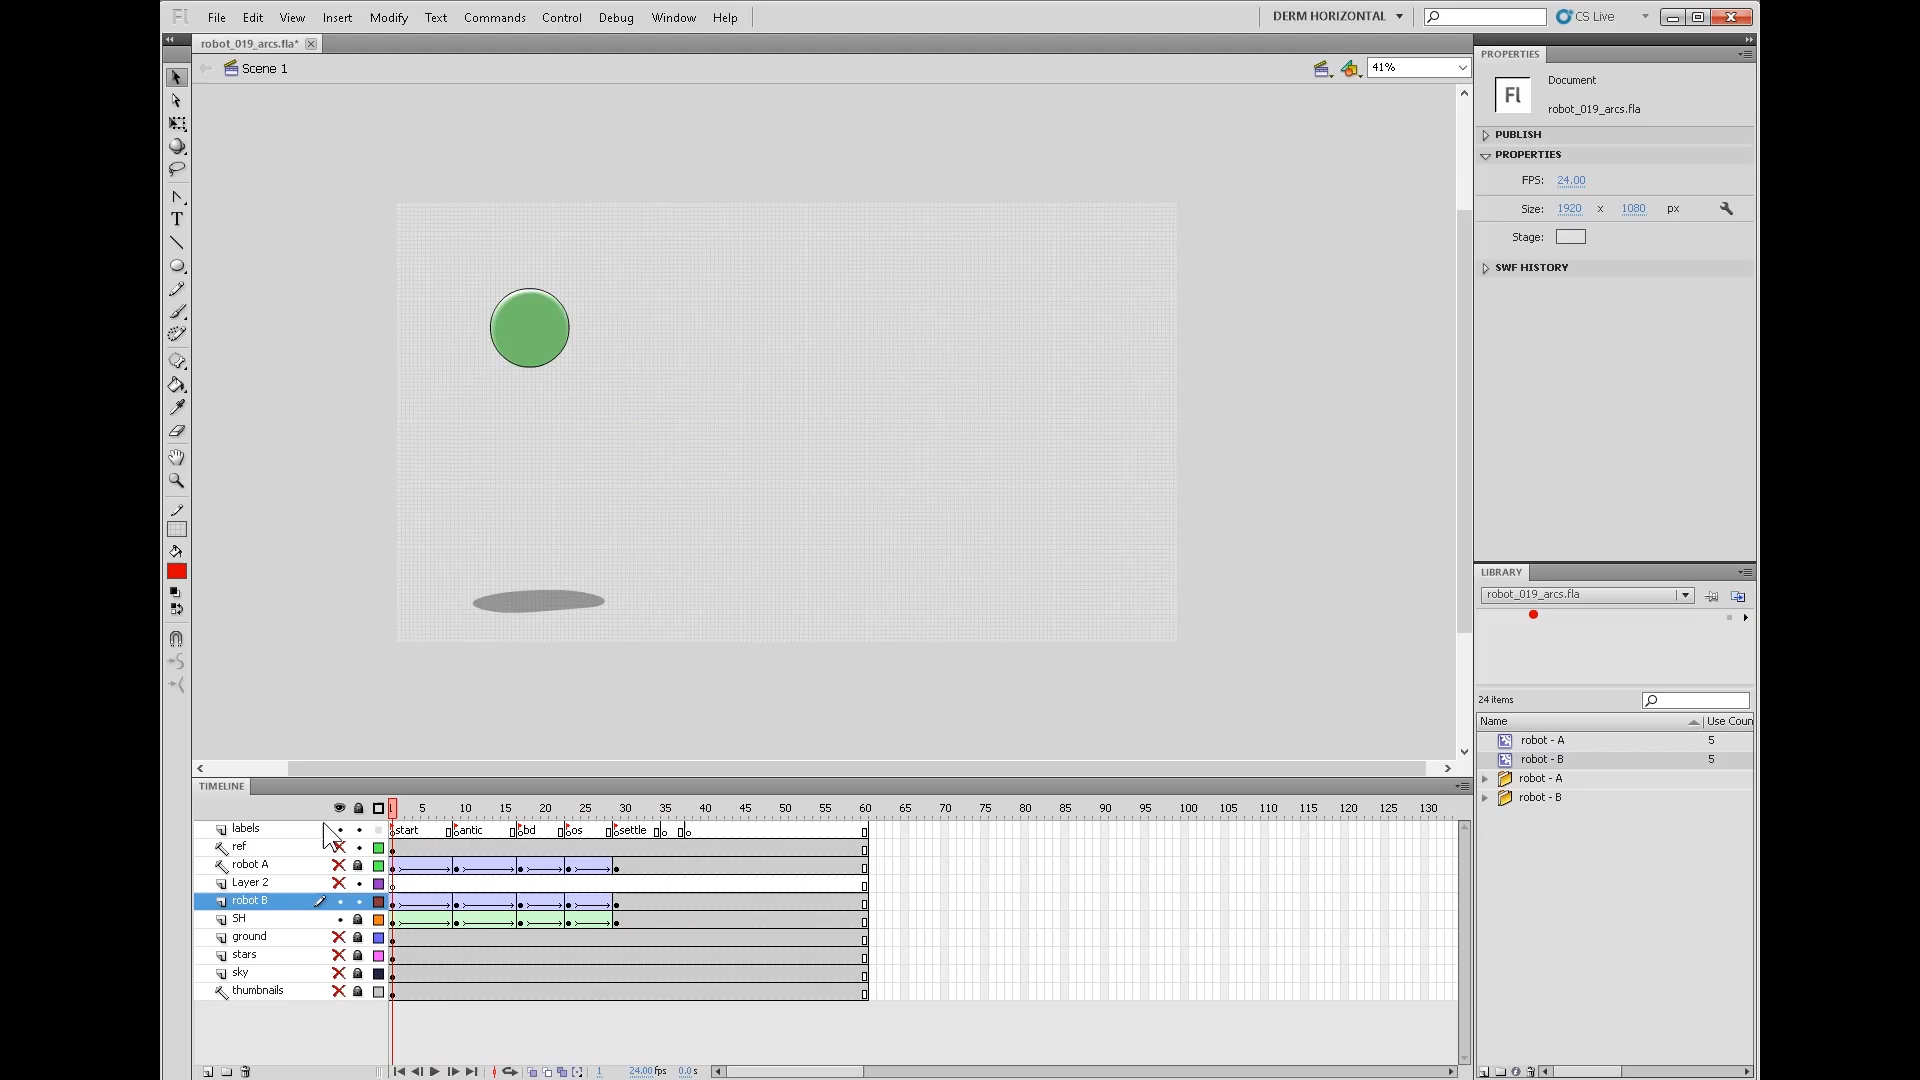 Fl File Edit View Insert Modify Text Commands Control Debug Window Help DERM HORIZONTAL CS Live
robot_019_arcs.fla*
Scene 1 41%
PROPERTIES
Fl Document
robot_019_arcs.fla
PUBLISH
PROPERTIES
FPS: 24.00
Size: 1920 x 1080 px
Stage:
SWF HISTORY
LIBRARY
robot_019_arcs.fla
24 items
Name Use Coun
robot - A 5
robot - B 5
robot - A
robot - B
T
TIMELINE
1 5 10 15 20 25 30 35 40 45 50 55 60 65 70 75 80 85 90 95 100 105 110 115 120 125 130
labels start antic bd os settle
ref
robot A
Layer 2
robot B
SH
ground
stars
sky
thumbnails
1 24.00fps 0.0s